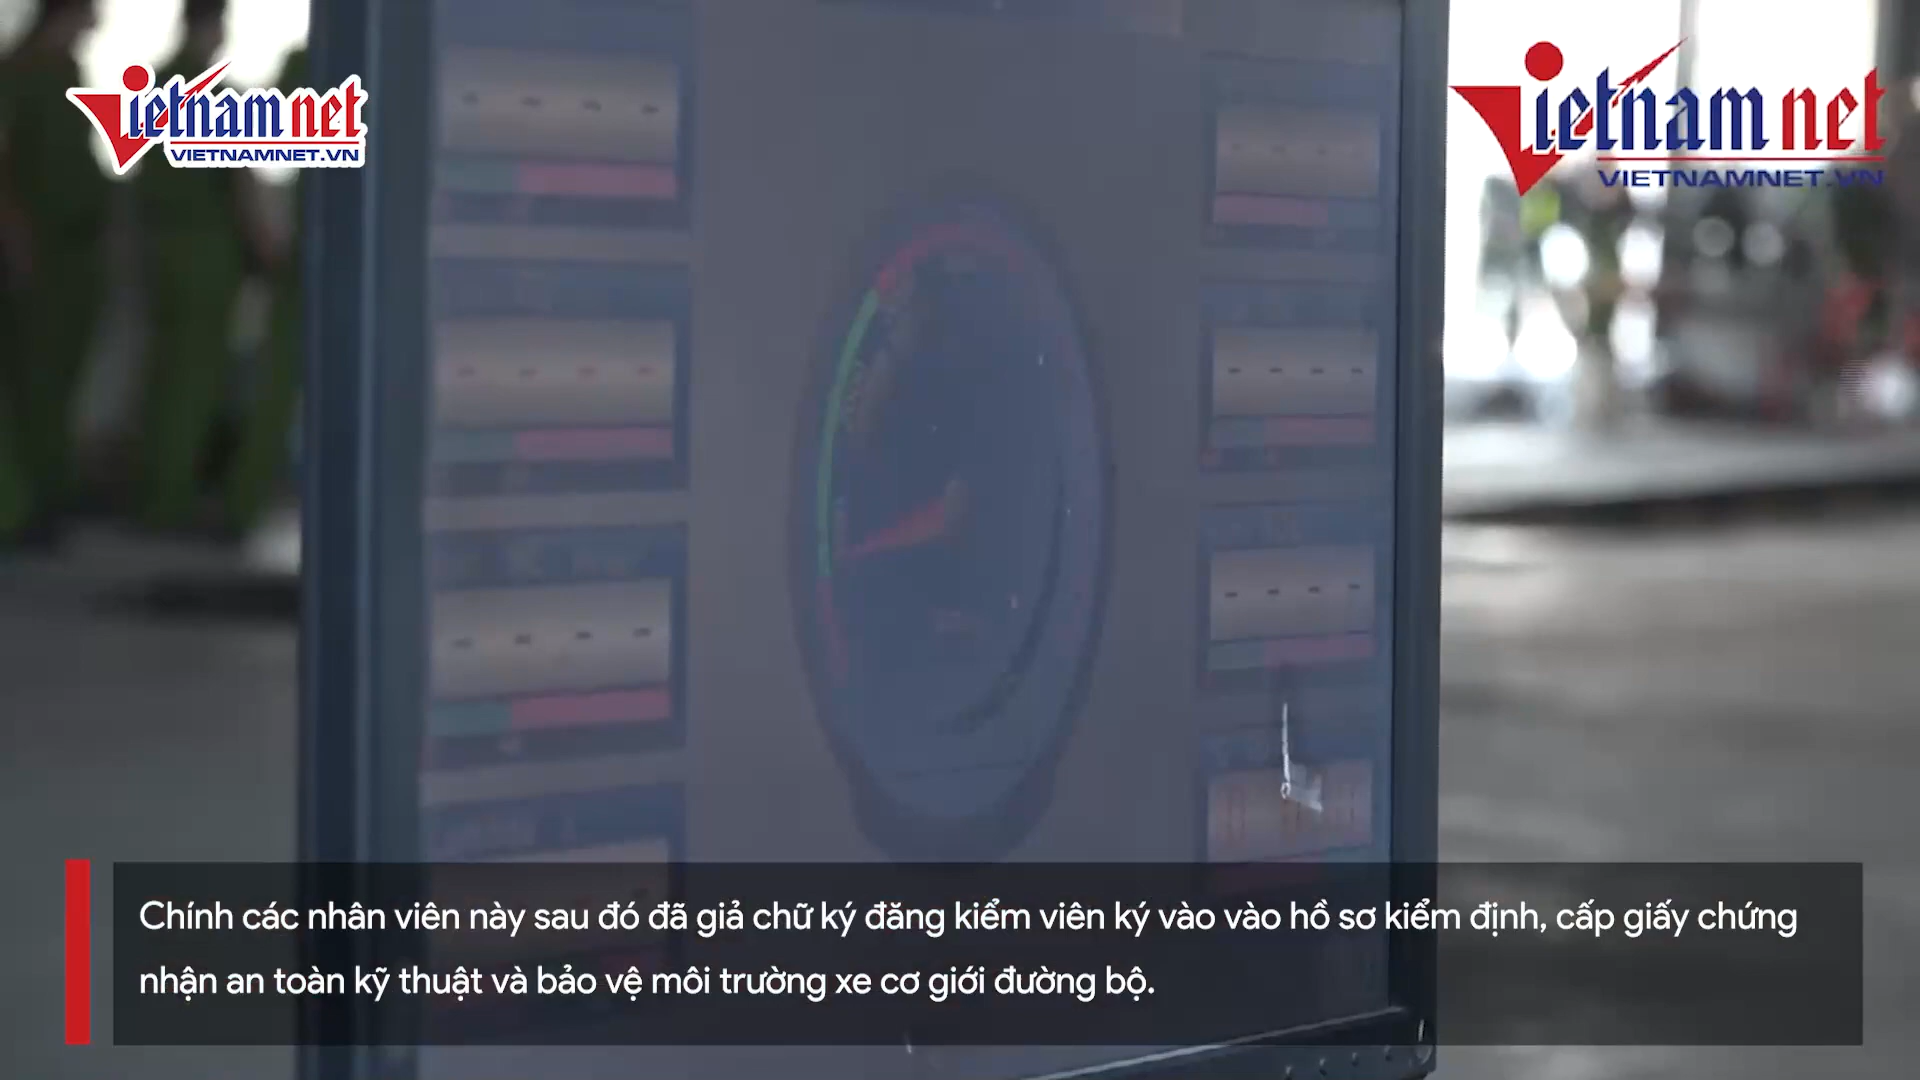 Vietnamnet
VIETNAMNET.VN
Vietnamnet
VIETNAMNET.VN
Chính các nhân viên này sau đó đã giả chữ ký đăng kiểm viên ký vào vào hồ sơ kiểm định, cấp giấy chứng
nhận an toàn kỹ thuật và bảo vệ môi trường xe cơ giới đường bộ.